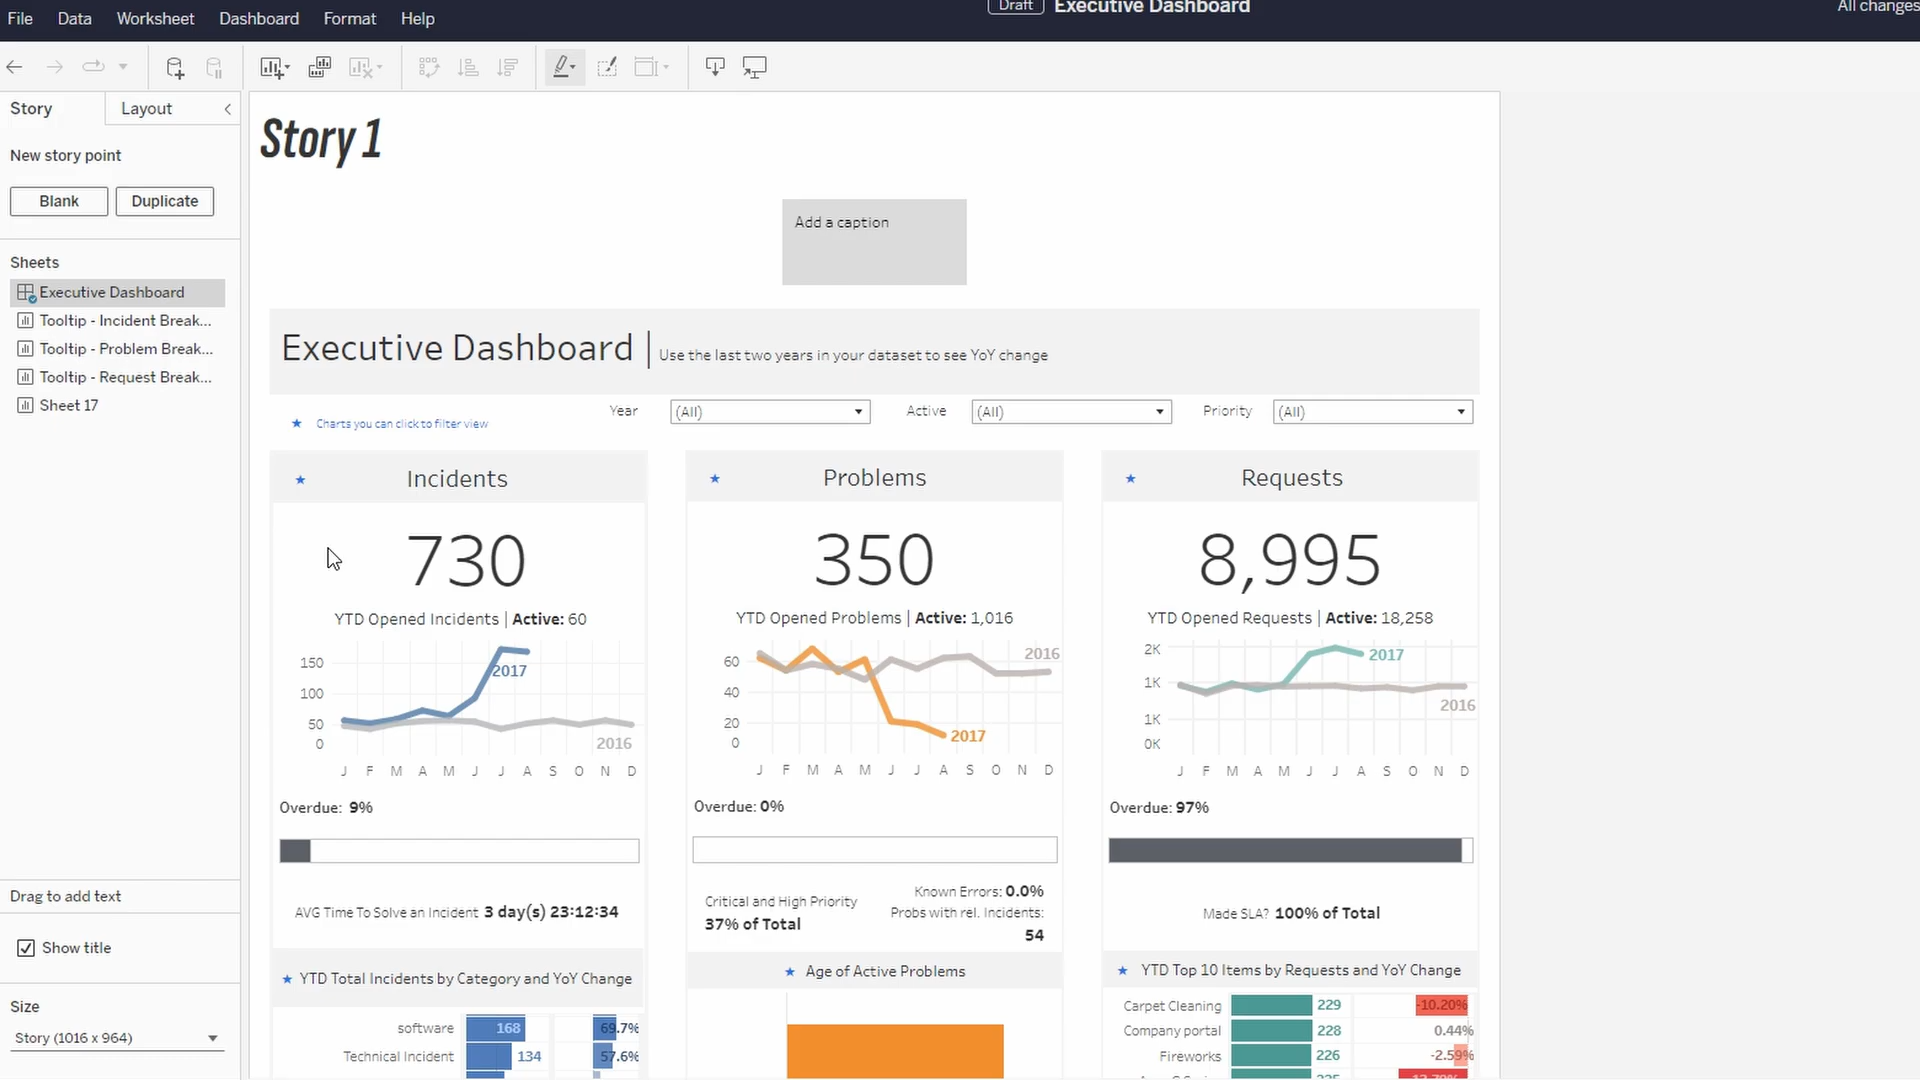 File Data Worksheet Dashboard Format Help
Draft Executive Dashboard
All changes
Story Layout
New story point
Blank Duplicate
Sheets
Executive Dashboard
Tooltip - Incident Break...
Tooltip - Problem Break...
Tooltip - Request Break...
Sheet 17
Drag to add text
Show title
Size
Story (1016 x 964)
Story 1
Add a caption
Executive Dashboard | Use the last two years in your dataset to see YoY change
★ Charts you can click to filter view
Year (All) Active (All) Priority (All)
★ Incidents
730
YTD Opened Incidents | Active: 60
150
100
50
0
2017
2016
J F M A M J J A S O N D
Overdue: 9%
AVG Time To Solve an Incident 3 day(s) 23:12:34
★ YTD Total Incidents by Category and YoY Change
software 168 69.7%
Technical Incident 134 57.6%
★ Problems
350
YTD Opened Problems | Active: 1,016
60
40
20
0
2016
2017
J F M A M J J A S O N D
Overdue: 0%
Critical and High Priority
37% of Total
Known Errors: 0.0%
Probs with rel. Incidents:
54
★ Age of Active Problems
★ Requests
8,995
YTD Opened Requests | Active: 18,258
2K
1K
1K
0K
2017
2016
J F M A M J J A S O N D
Overdue: 97%
Made SLA? 100% of Total
★ YTD Top 10 Items by Requests and YoY Change
Carpet Cleaning 229 -10.20%
Company portal 228 0.44%
Fireworks 226 -2.59%